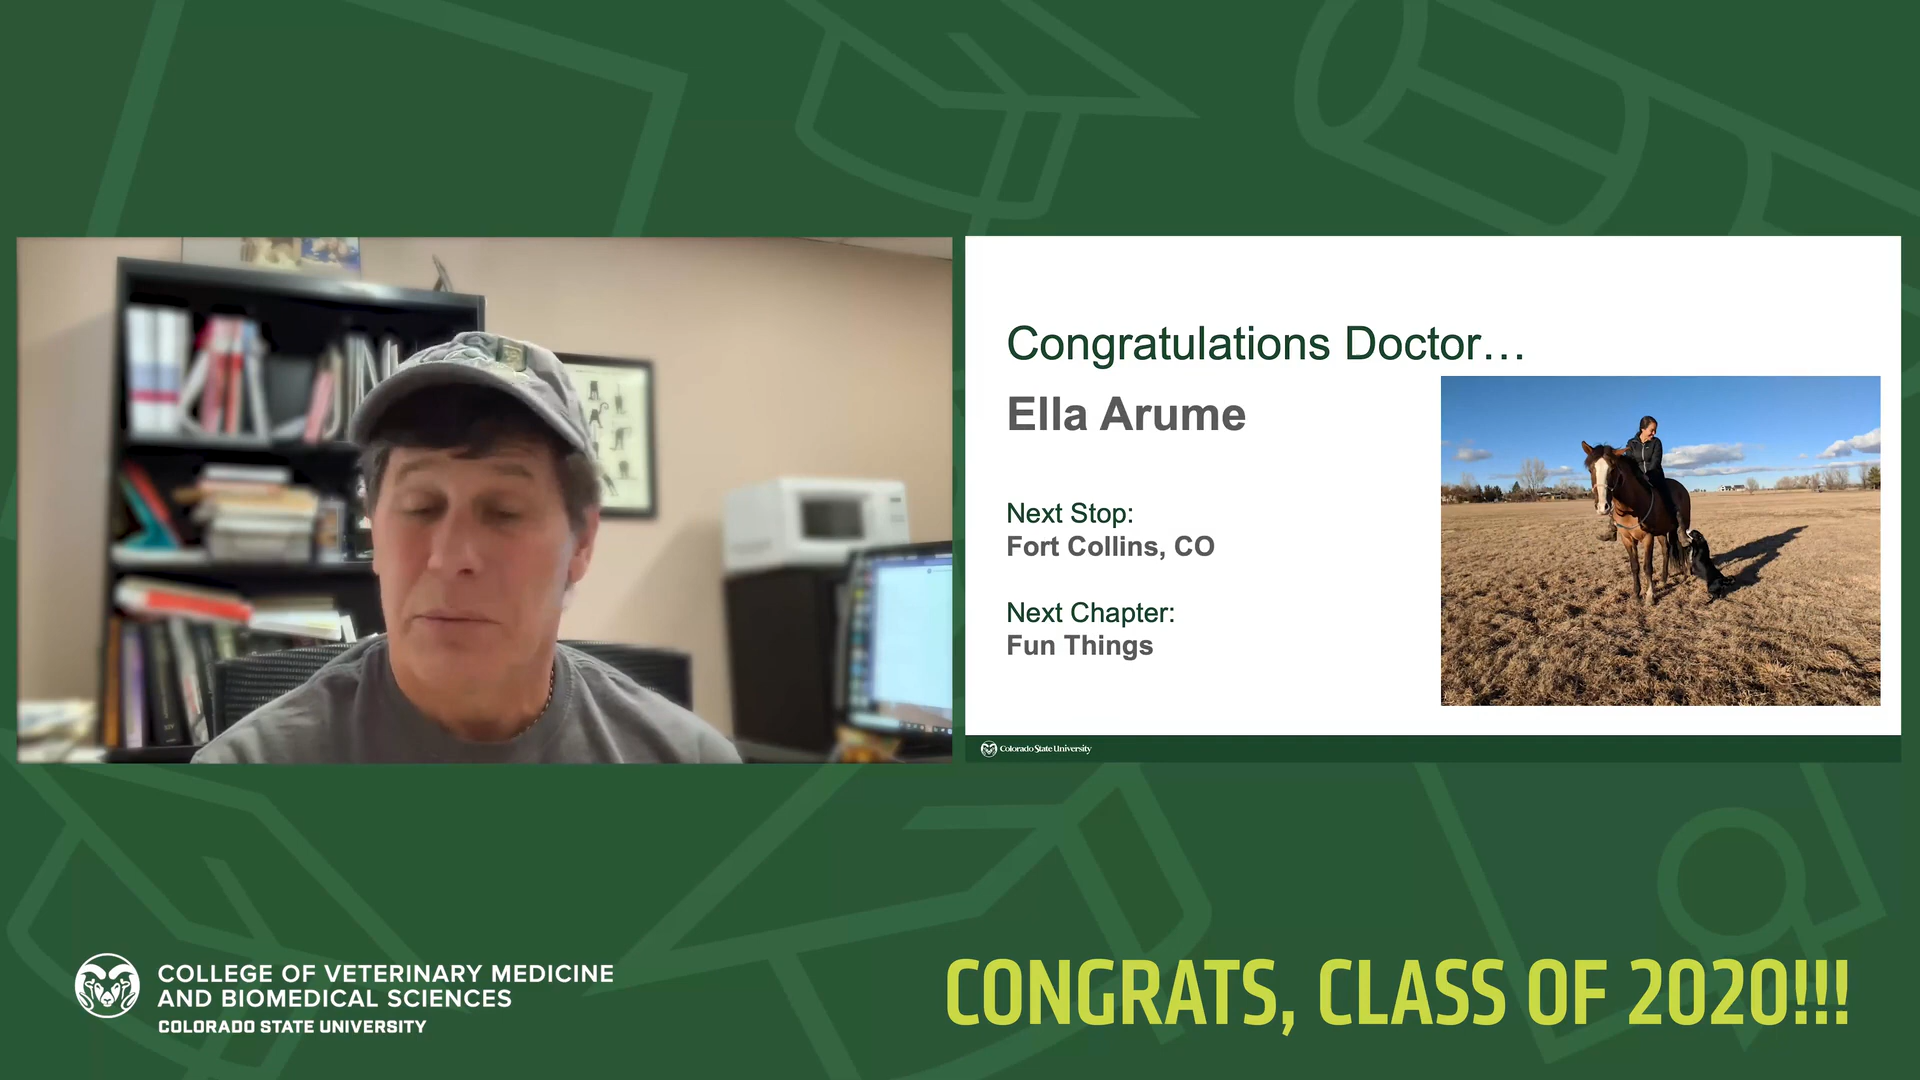 Congratulations Doctor…
Ella Arume
Next Stop:
Fort Collins, CO
Next Chapter:
Fun Things
Colorado State University
COLLEGE OF VETERINARY MEDICINE
AND BIOMEDICAL SCIENCES
COLORADO STATE UNIVERSITY
CONGRATS, CLASS OF 2020!!!